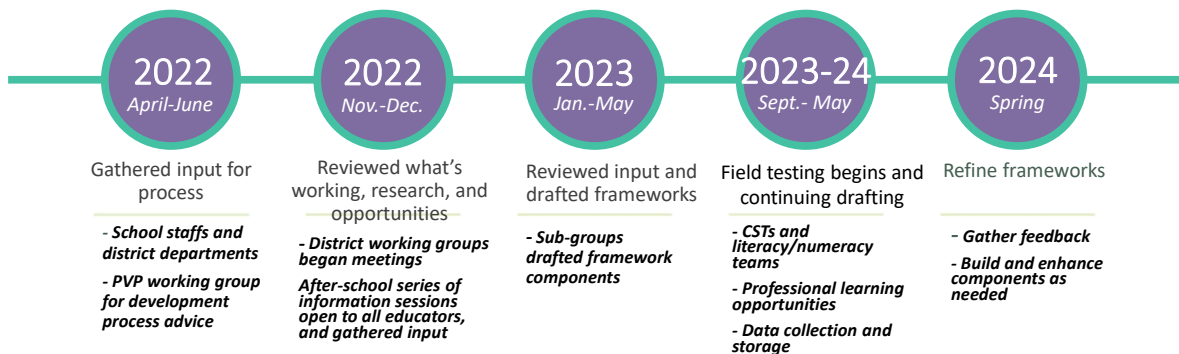 2022
April-June
Gathered input for
process
- School staffs and
district departments
- PVP working group
for development
process advice
2022
Nov.-Dec.
Reviewed what's
working, research, and
opportunities
- District working groups
began meetings
After-school series of
information sessions
open to all educators,
and gathered input
2023
Jan.-May
Reviewed input and
drafted frameworks
- Sub-groups
drafted framework
components
2023-24
Sept.- May
Field testing begins and
continuing drafting
- CSTs and
literacy/numeracy
teams
- Professional learning
opportunities
- Data collection and
storage
2024
Spring
Refine frameworks
- Gather feedback
- Build and enhance
components as
needed